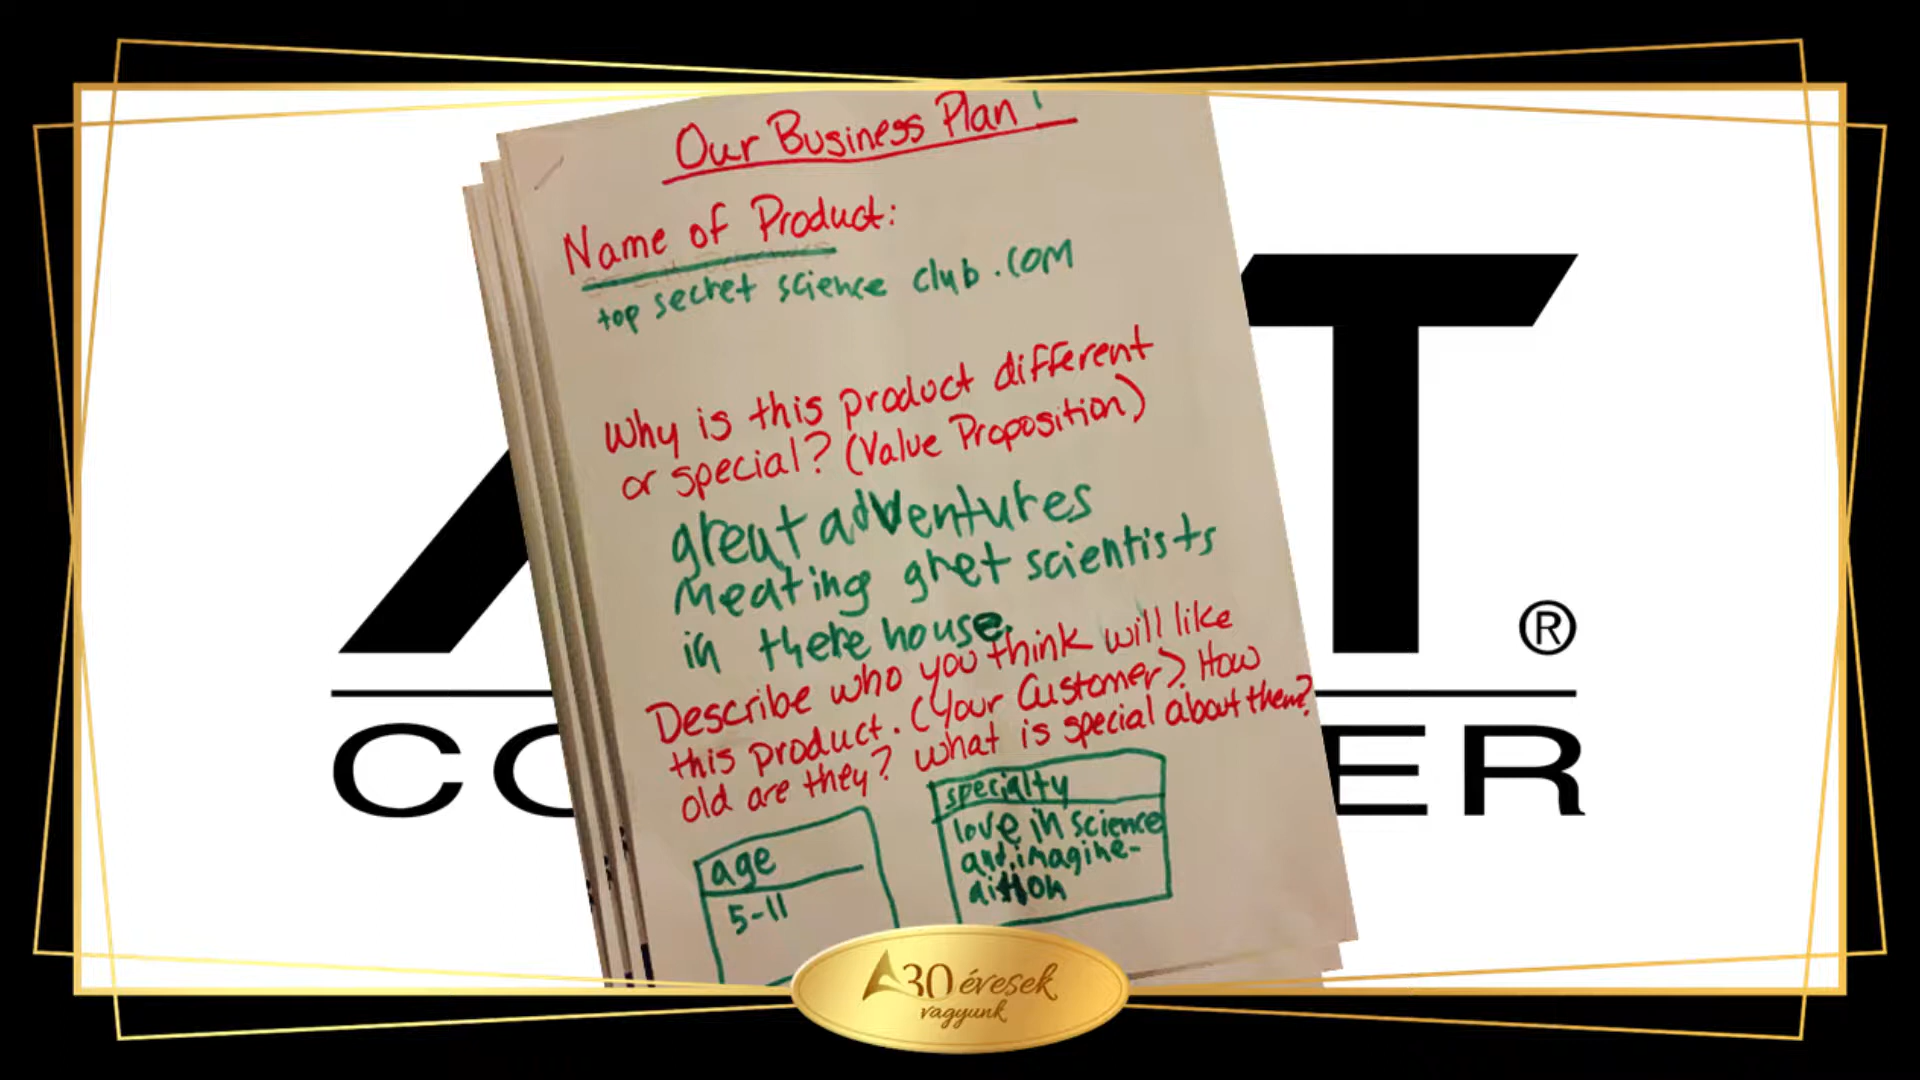 Our Business Plan!
Name of Product:
top secret science club.com
Why is this product different
or special? (Value Proposition)
great adventures
meating gret scientists
in there house.
Describe who you think will like
this product. (Your Customer)? How
old are they? What is special about them?
age
5-11
specialty
love in science
and imagine-
aition
T
®
CO
ER
30 évesek
vagyunk